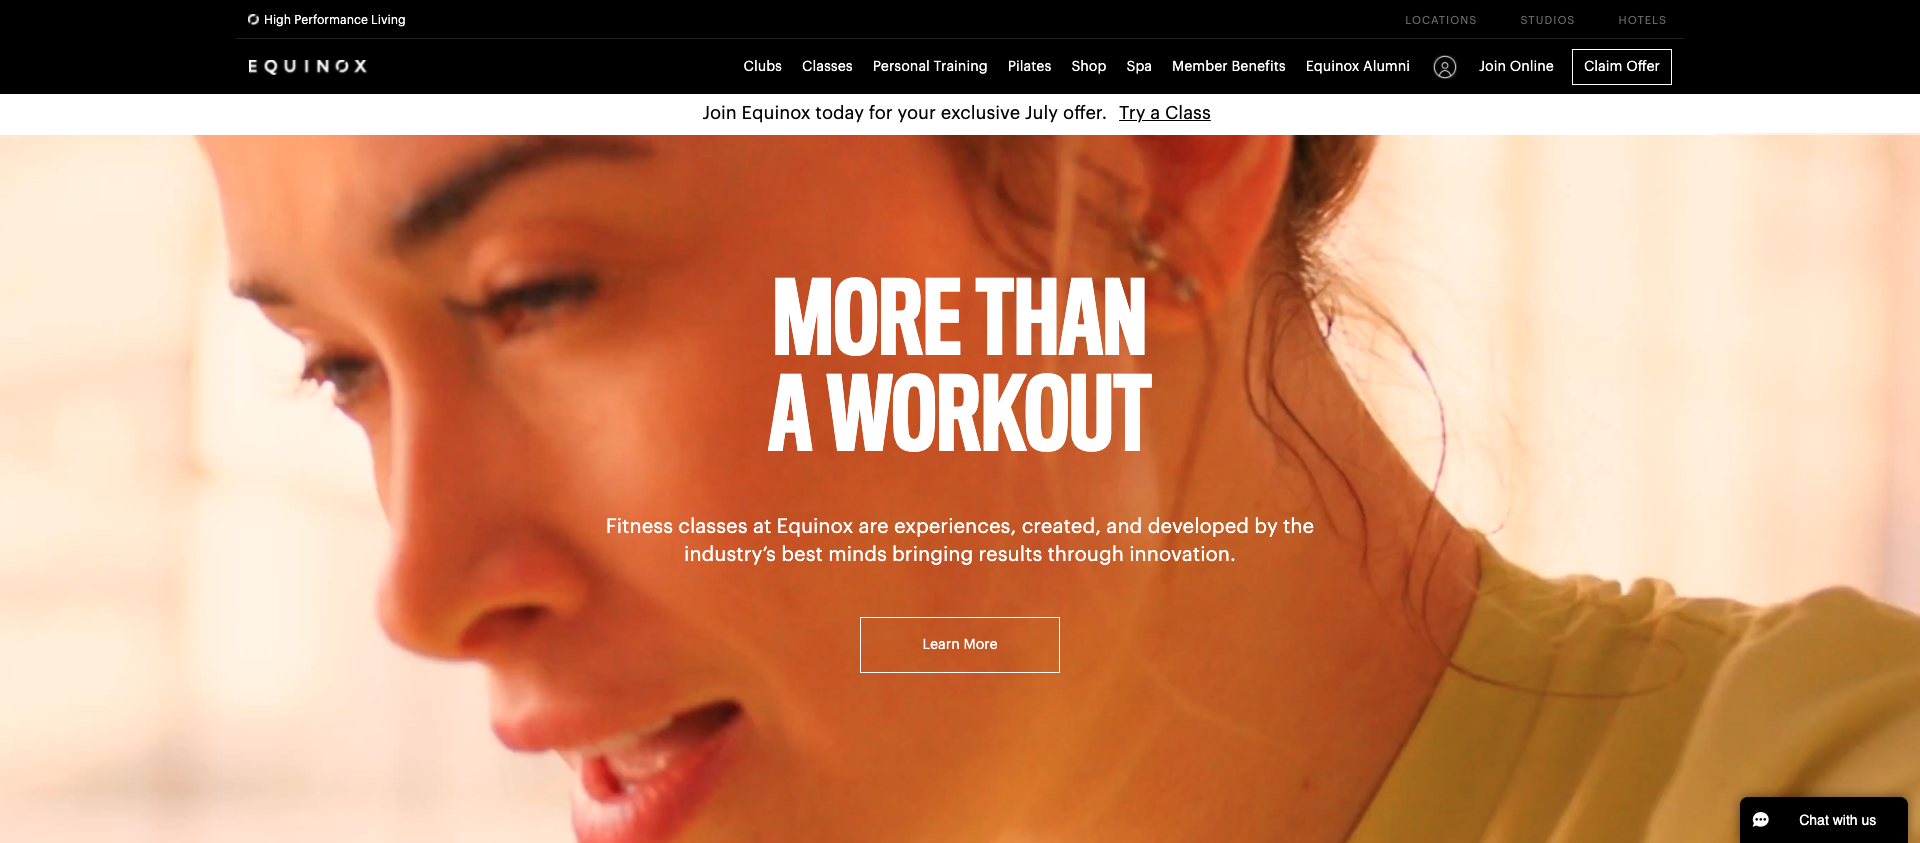 High Performance Living
LOCATIONS STUDIOS HOTELS
EQUINOX
Clubs Classes Personal Training Pilates Shop Spa Member Benefits Equinox Alumni Join Online Claim Offer
Join Equinox today for your exclusive July offer. Try a Class
MORE THAN
A WORKOUT
Fitness classes at Equinox are experiences, created, and developed by the
industry’s best minds bringing results through innovation.
Learn More
Chat with us